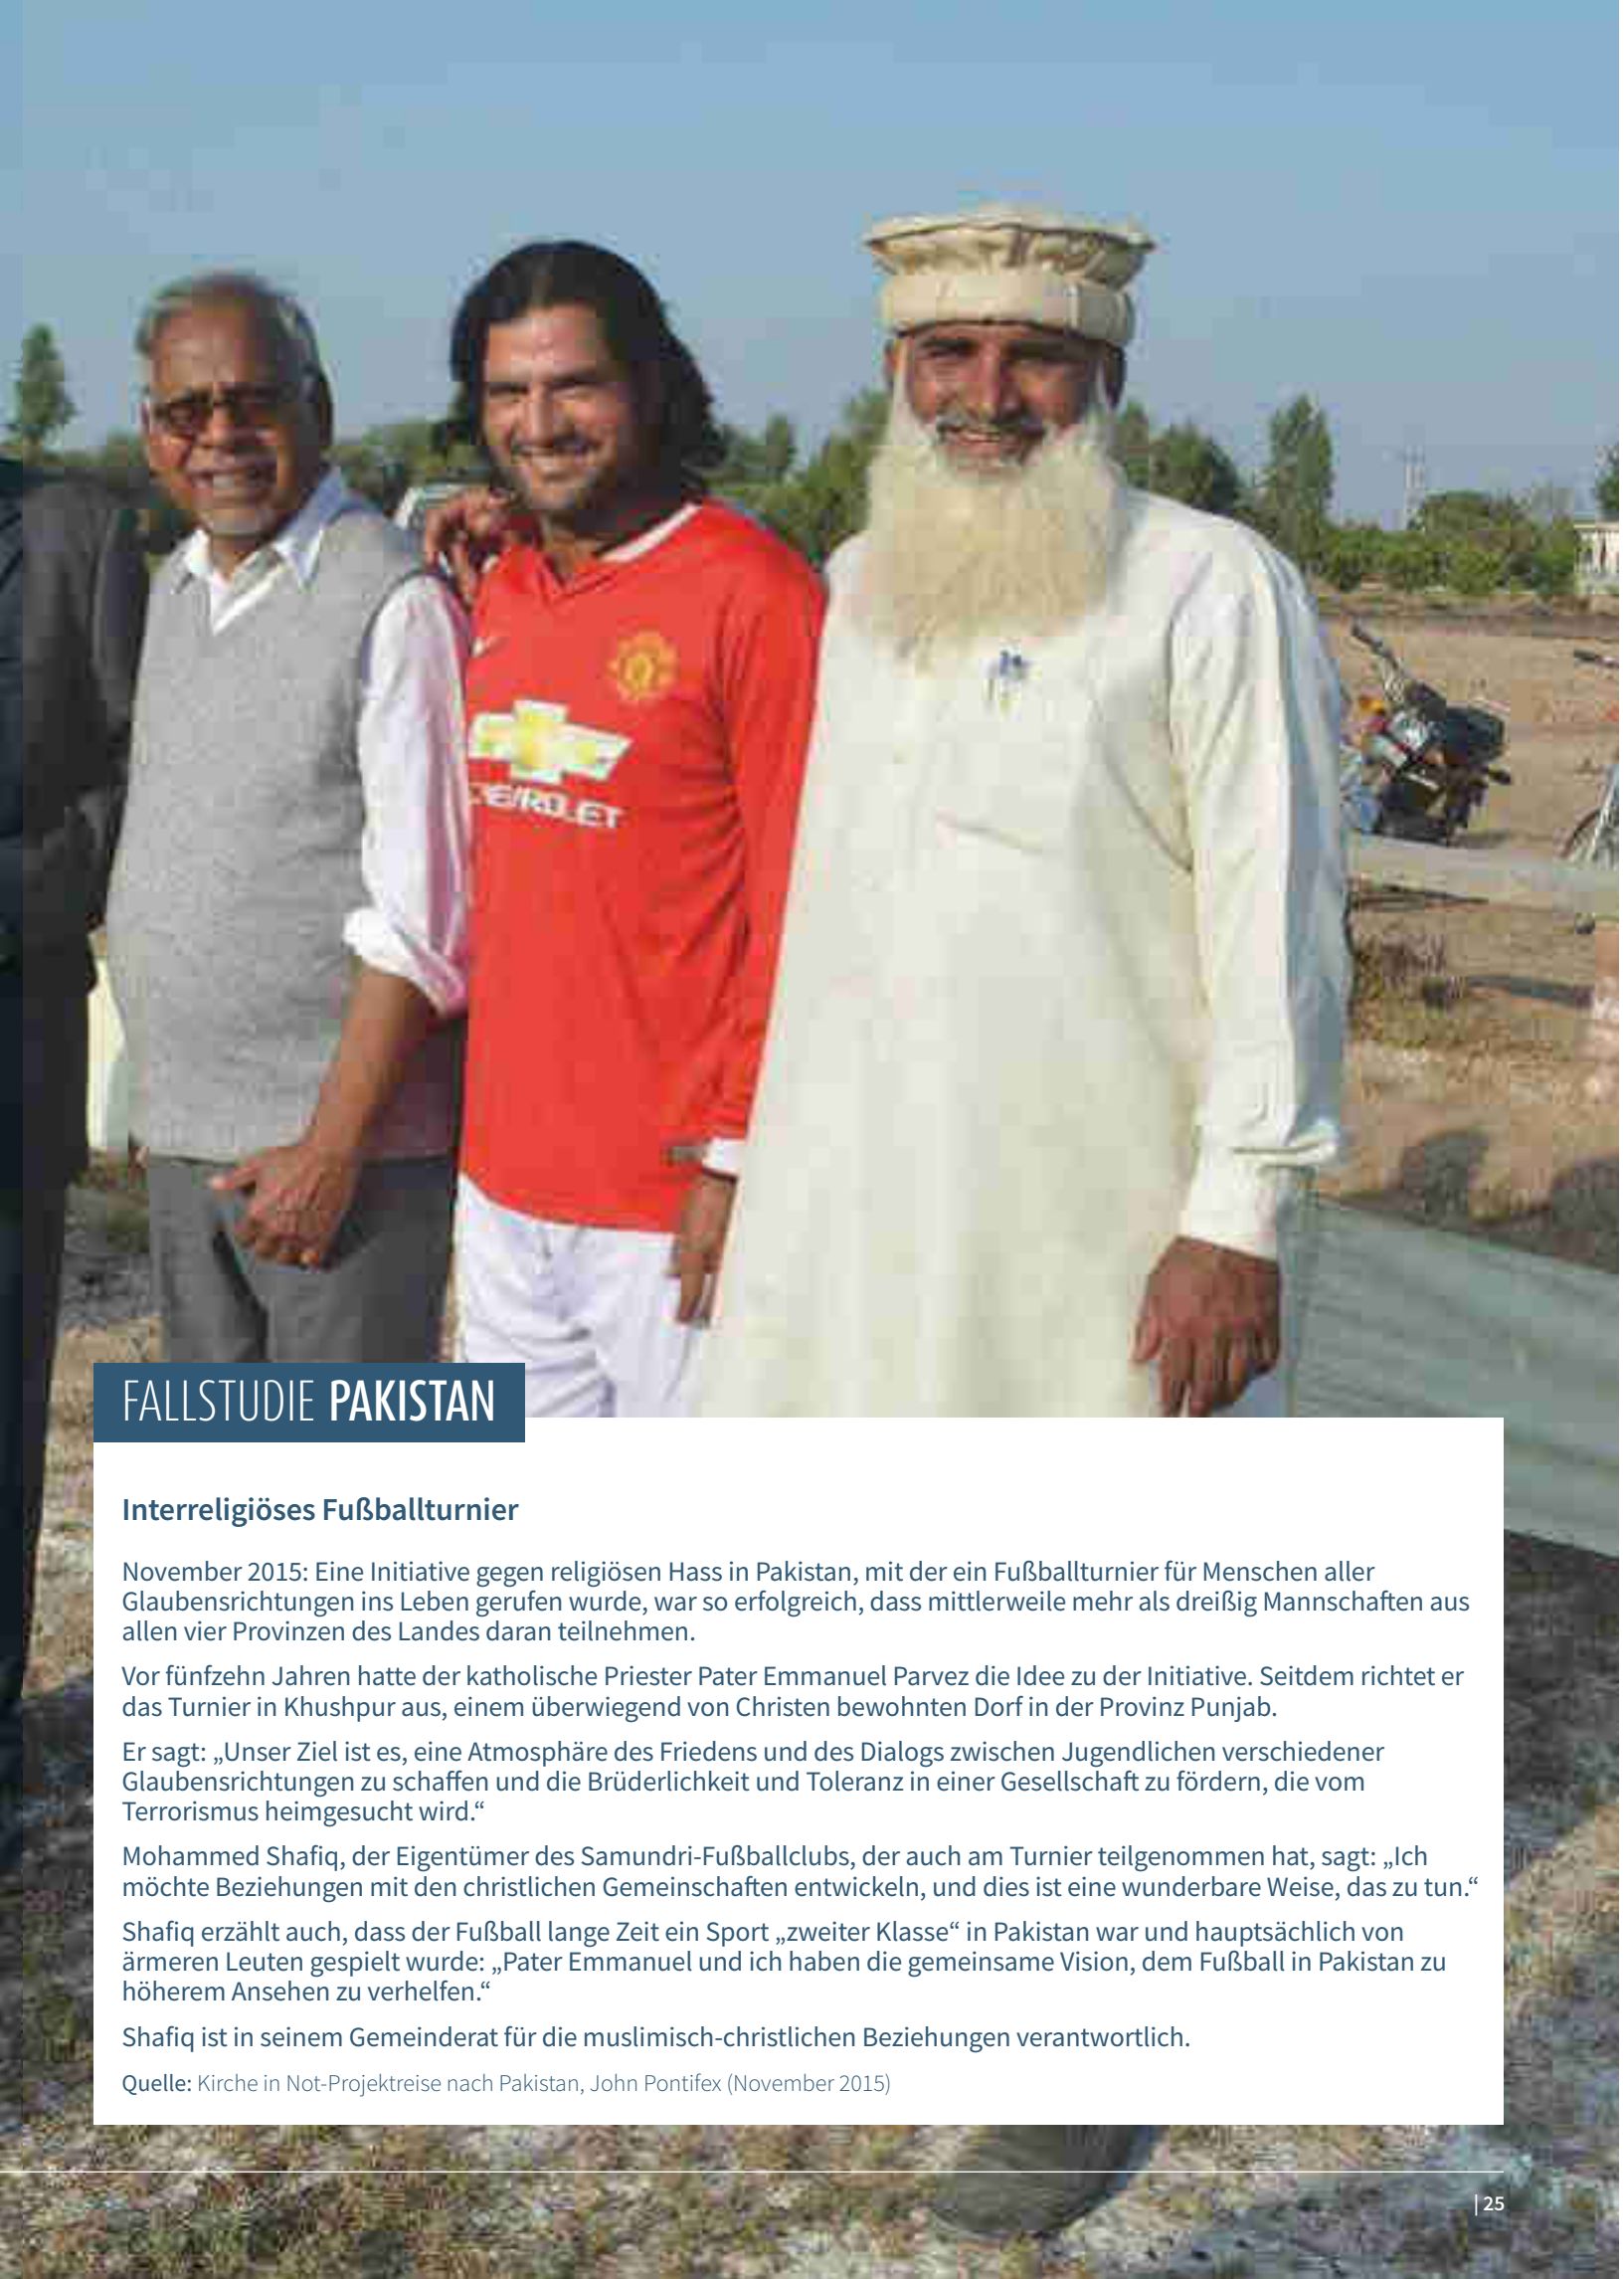 CHEVROLET
FALLSTUDIE PAKISTAN
Interreligiöses Fußballturnier
November 2015: Eine Initiative gegen religiösen Hass in Pakistan, mit der ein Fußballturnier für Menschen aller
Glaubensrichtungen ins Leben gerufen wurde, war so erfolgreich, dass mittlerweile mehr als dreißig Mannschaften aus
allen vier Provinzen des Landes daran teilnehmen.
Vor fünfzehn Jahren hatte der katholische Priester Pater Emmanuel Parvez die Idee zu der Initiative. Seitdem richtet er
das Turnier in Khushpur aus, einem überwiegend von Christen bewohnten Dorf in der Provinz Punjab.
Er sagt: „Unser Ziel ist es, eine Atmosphäre des Friedens und des Dialogs zwischen Jugendlichen verschiedener
Glaubensrichtungen zu schaffen und die Brüderlichkeit und Toleranz in einer Gesellschaft zu fördern, die vom
Terrorismus heimgesucht wird.“
Mohammed Shafiq, der Eigentümer des Samundri-Fußballclubs, der auch am Turnier teilgenommen hat, sagt: „Ich
möchte Beziehungen mit den christlichen Gemeinschaften entwickeln, und dies ist eine wunderbare Weise, das zu tun.“
Shafiq erzählt auch, dass der Fußball lange Zeit ein Sport „zweiter Klasse“ in Pakistan war und hauptsächlich von
ärmeren Leuten gespielt wurde: „Pater Emmanuel und ich haben die gemeinsame Vision, dem Fußball in Pakistan zu
höherem Ansehen zu verhelfen.“
Shafiq ist in seinem Gemeinderat für die muslimisch-christlichen Beziehungen verantwortlich.
Quelle: Kirche in Not-Projektreise nach Pakistan, John Pontifex (November 2015)
| 25